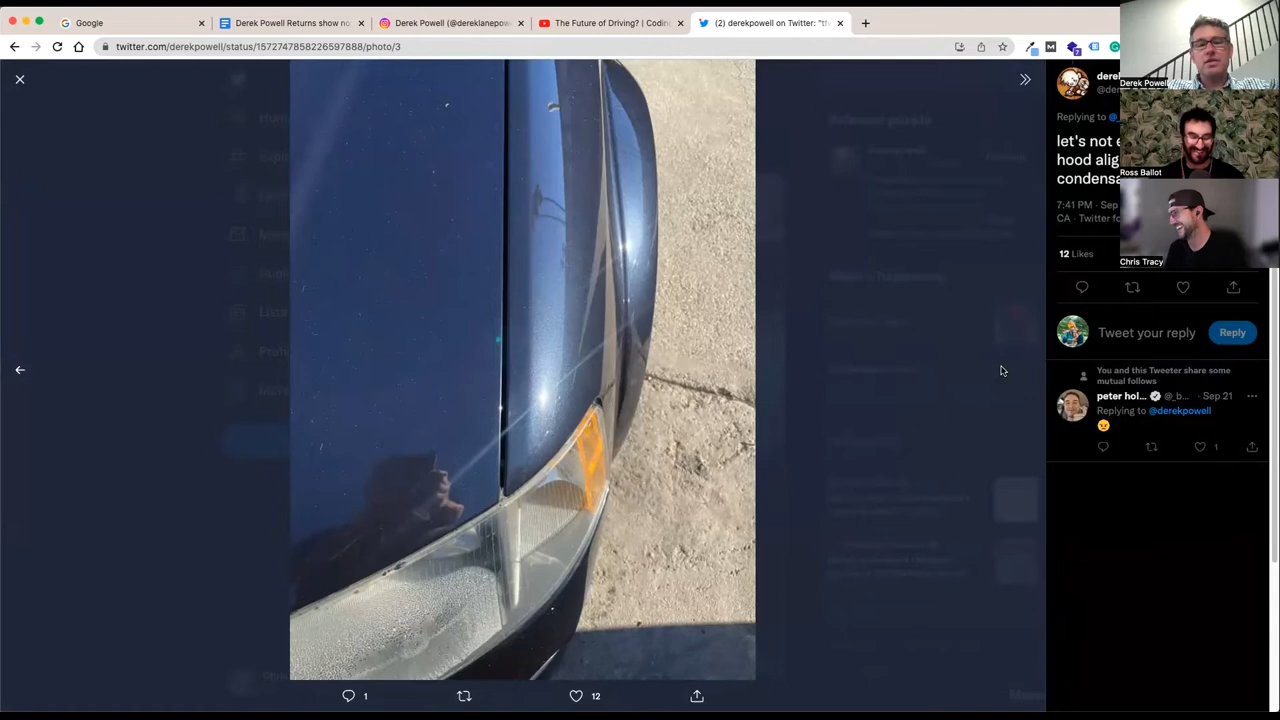 Google
Derek Powell Returns show no
Derek Powell (@dereklanepow
The Future of Driving? | Codin
(2) derekpowell on Twitter: "th
twitter.com/derekpowell/status/1572747858226597888/photo/3
Derek Powell
Ross Ballot
Chris Tracy
dere
@de
Replying to @
let's not
hood alig
condensa
7:41 PM · Sep
CA · Twitter fo
12 Likes
Tweet your reply
Reply
You and this Tweeter share some
mutual follows
peter hol... @_b... · Sep 21
Replying to @derekpowell
1
1
12